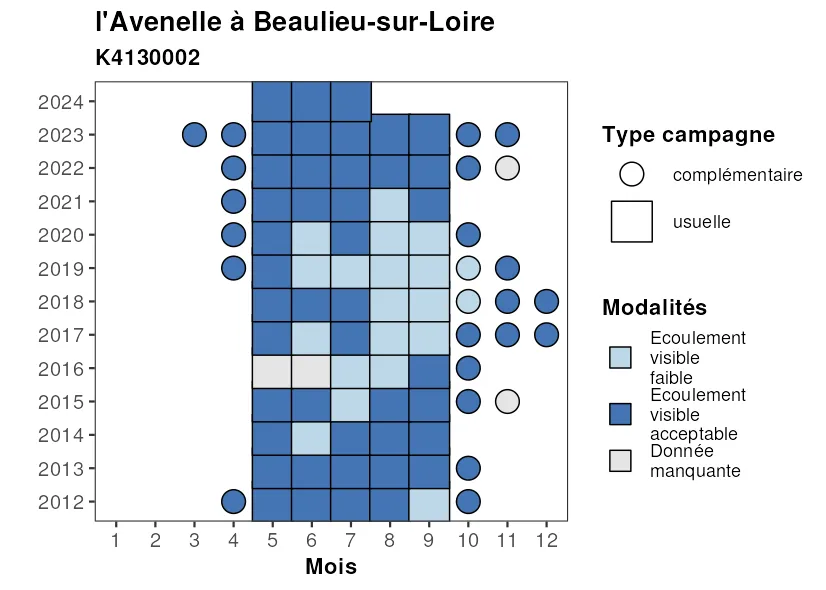 l'Avenelle à Beaulieu-sur-Loire
K4130002
2024
2023
2022
2021
2020
2019
2018
2017
2016
2015
2014
2013
2012
1 2 3 4 5 6 7 8 9 10 11 12
Mois
Type campagne
complémentaire
usuelle
Modalités
Ecoulement
visible
faible
Ecoulement
visible
acceptable
Donnée
manquante